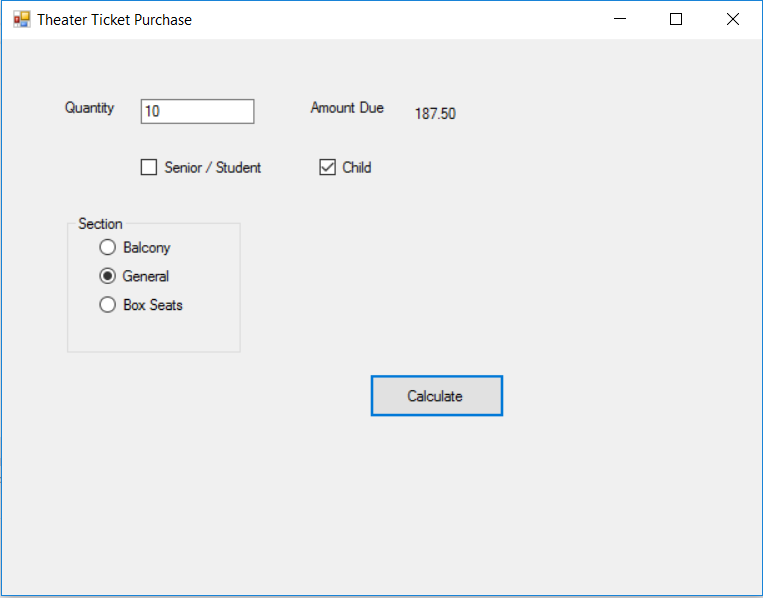 Theater Ticket Purchase
Quantity 10 Amount Due 187.50
Senior / Student Child
Section
Balcony
General
Box Seats
Calculate